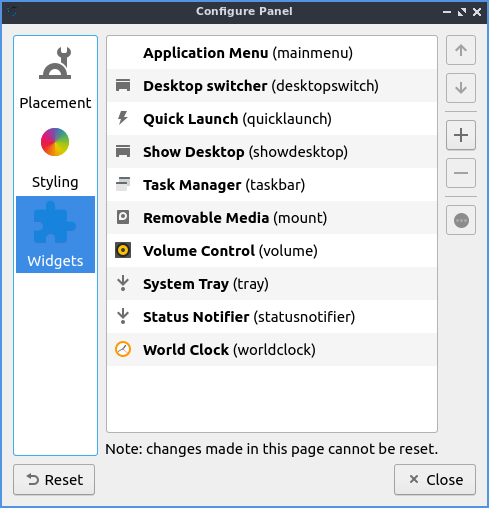 Configure Panel
Placement
Styling
Widgets
Application Menu (mainmenu)
Desktop switcher (desktopswitch)
Quick Launch (quicklaunch)
Show Desktop (showdesktop)
Task Manager (taskbar)
Removable Media (mount)
Volume Control (volume)
System Tray (tray)
Status Notifier (statusnotifier)
World Clock (worldclock)
Note: changes made in this page cannot be reset.
Reset
Close